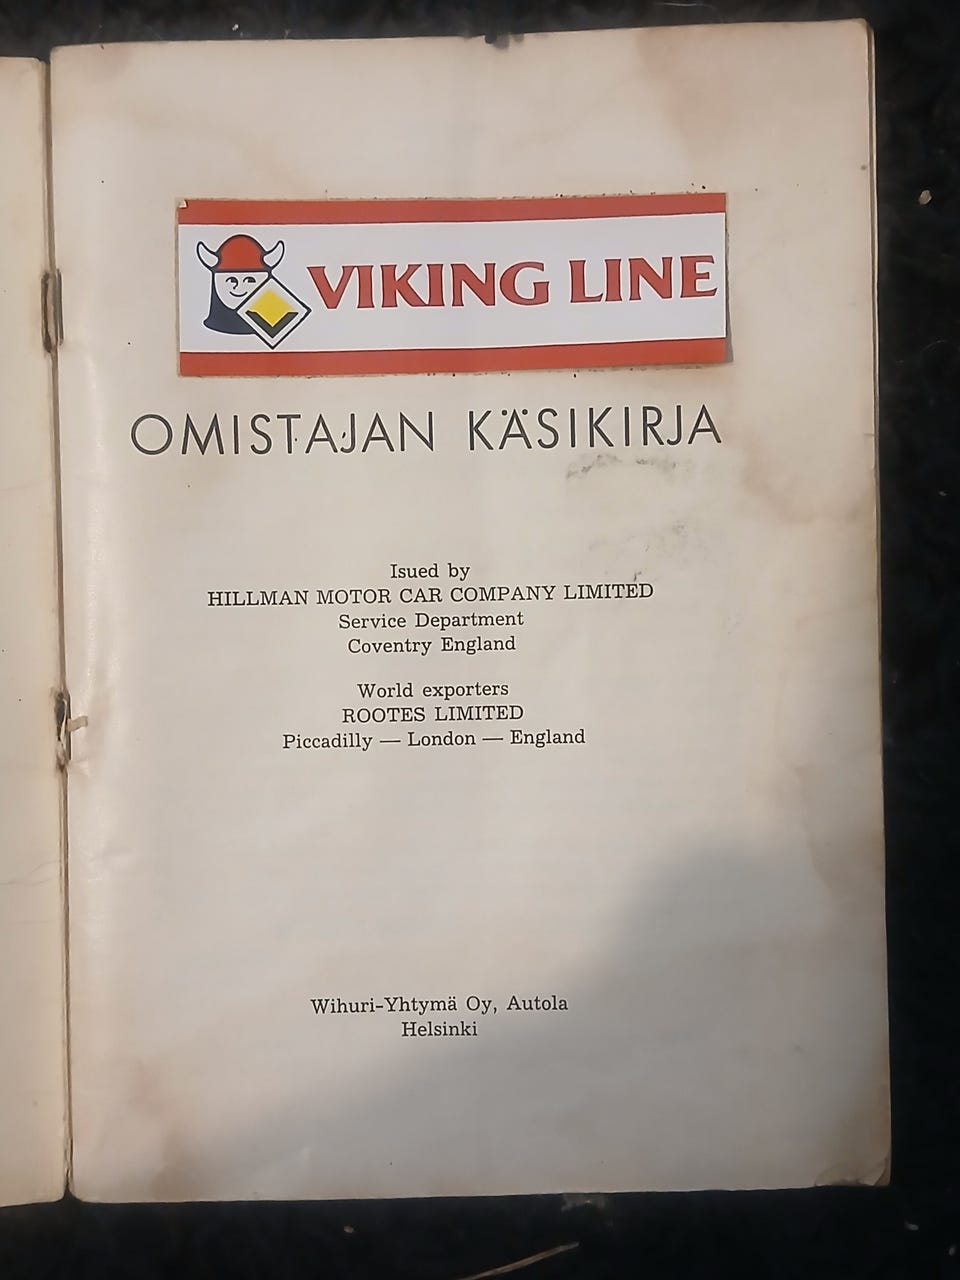 VIKING LINE
OMISTAJAN KÄSIKIRJA
Isued by
HILLMAN MOTOR CAR COMPANY LIMITED
Service Department
Coventry England
World exporters
ROOTES LIMITED
Piccadilly — London — England
Wihuri-Yhtymä Oy, Autola
Helsinki